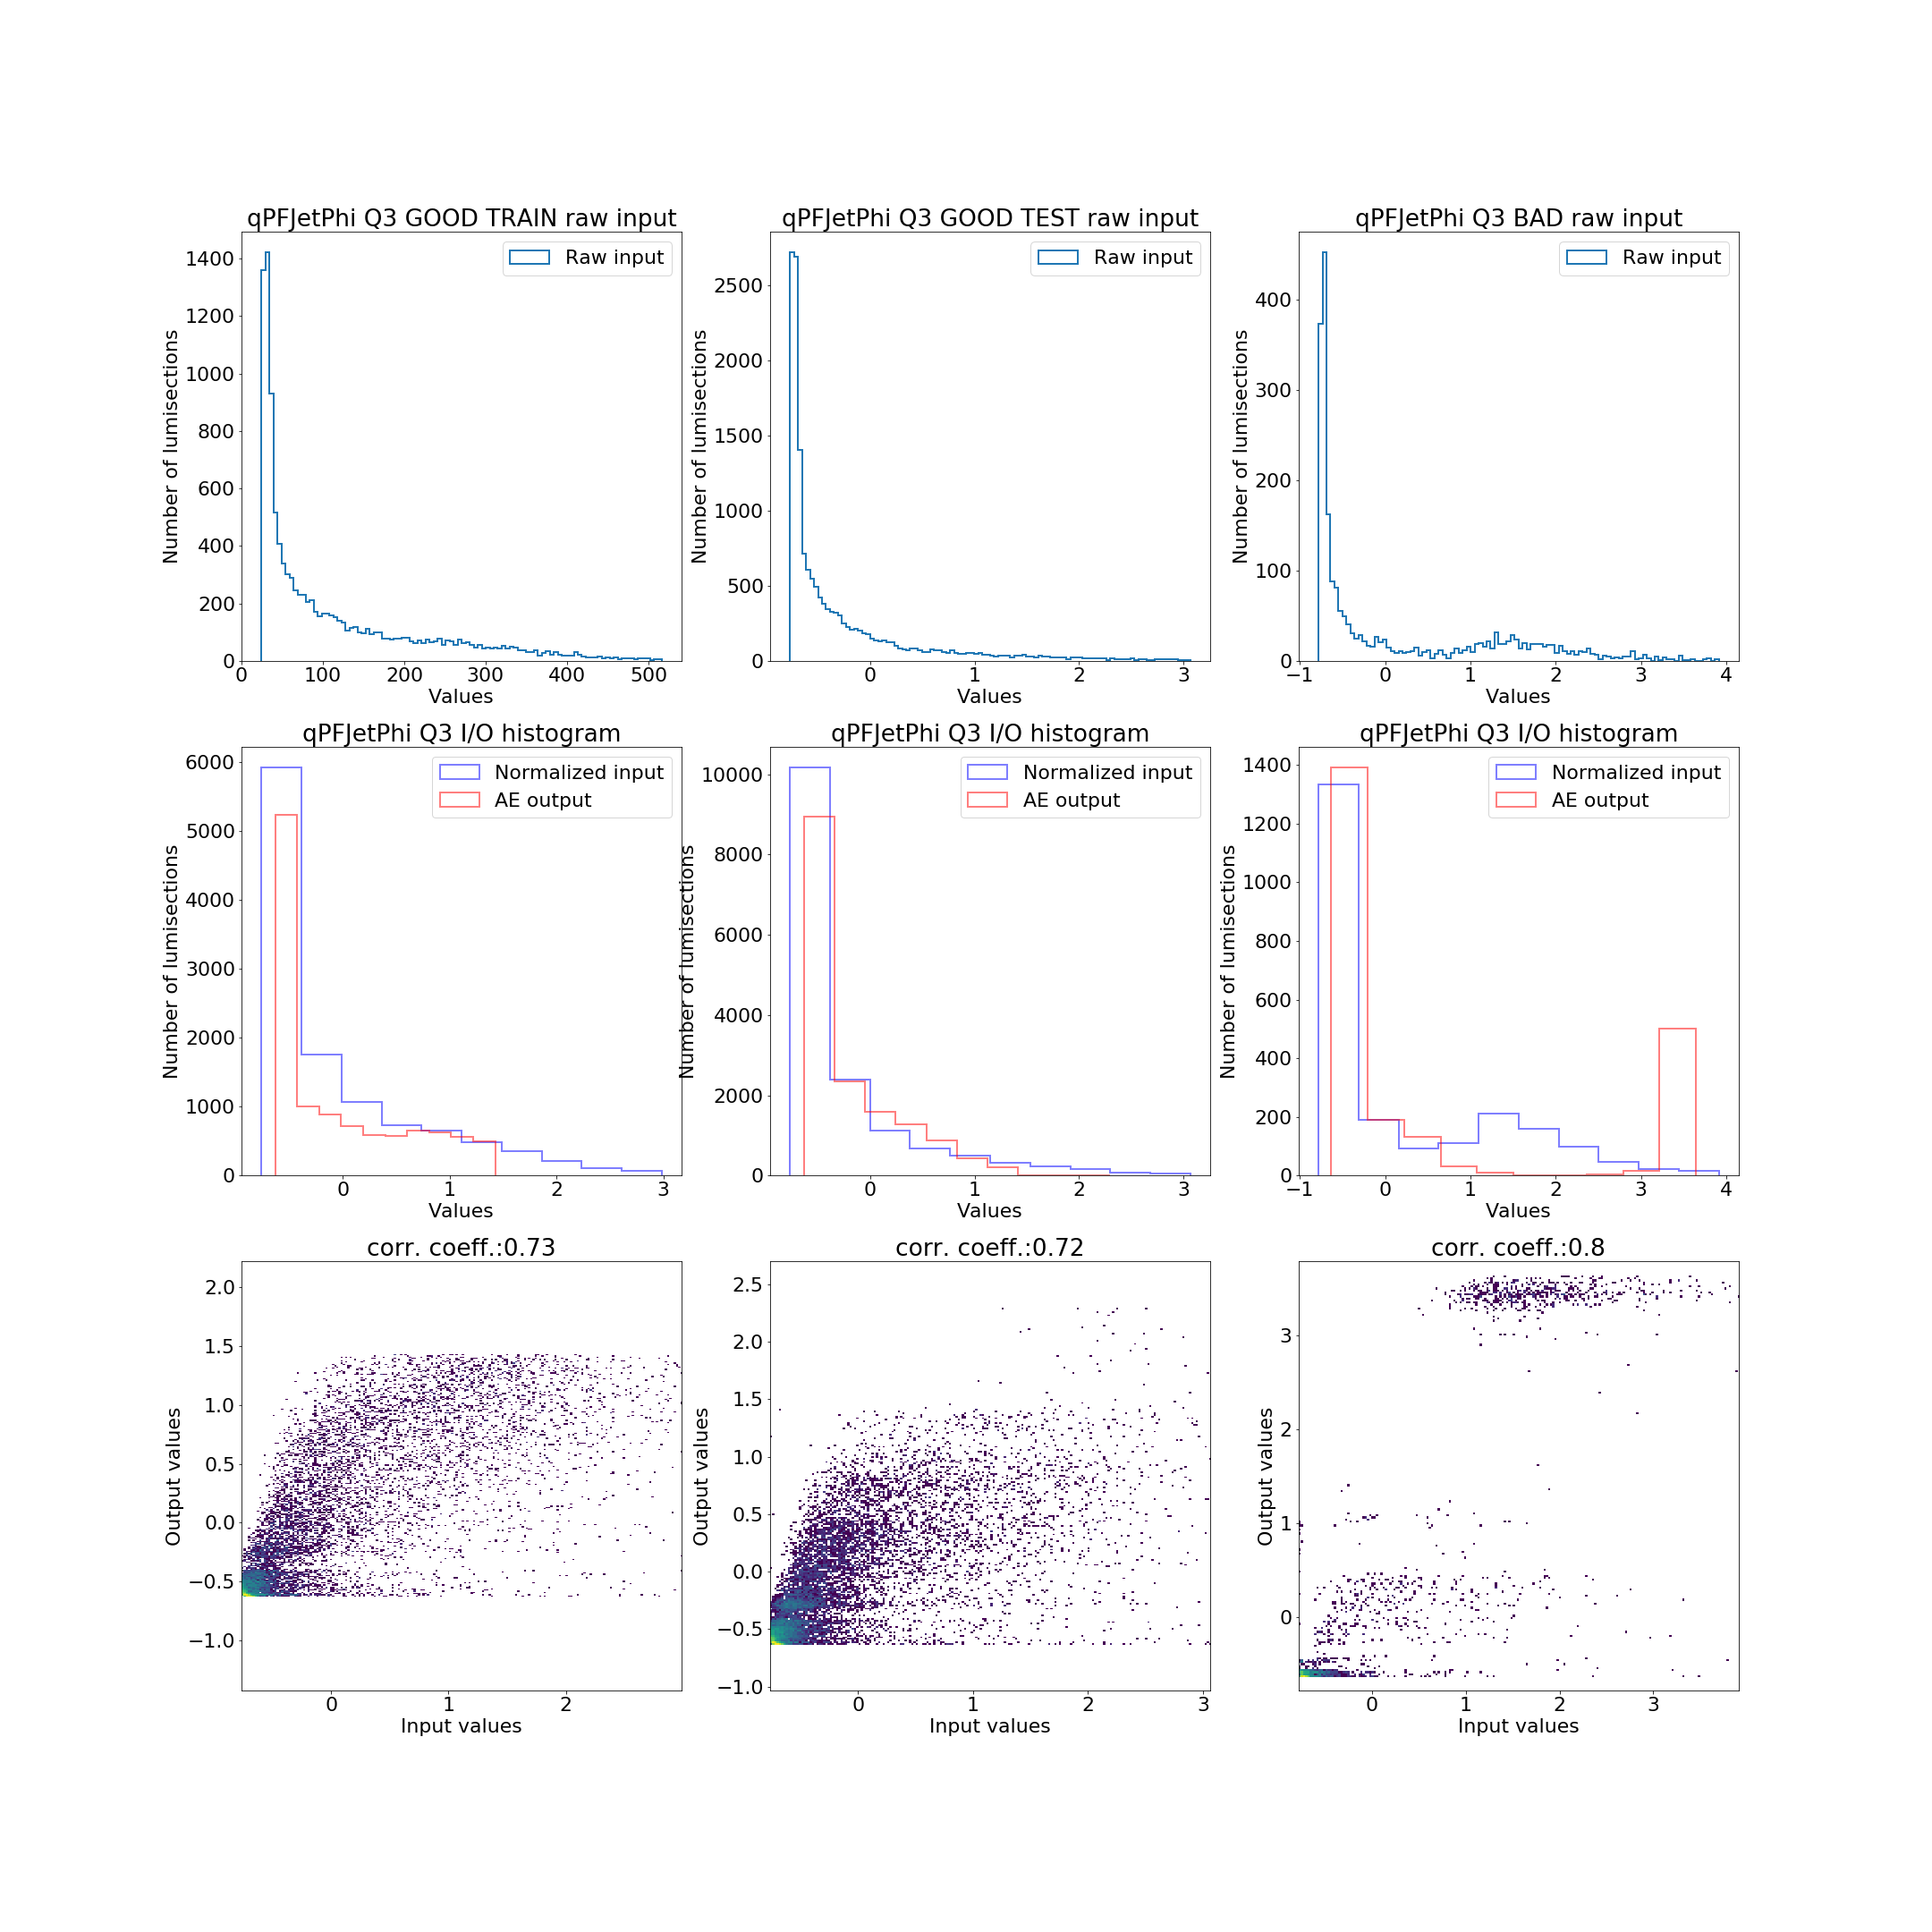 qPFJetPhi Q3 GOOD TRAIN raw input
Raw input
Number of lumisections
1400
1200
1000
800
600
400
200
0
0 100 200 300 400 500
Values
qPFJetPhi Q3 GOOD TEST raw input
Raw input
Number of lumisections
2500
2000
1500
1000
500
0
0 1 2 3
Values
qPFJetPhi Q3 BAD raw input
Raw input
Number of lumisections
400
300
200
100
0
−1 0 1 2 3 4
Values
qPFJetPhi Q3 I/O histogram
Normalized input
AE output
Number of lumisections
6000
5000
4000
3000
2000
1000
0
0 1 2 3
Values
qPFJetPhi Q3 I/O histogram
Normalized input
AE output
Number of lumisections
10000
8000
6000
4000
2000
0
0 1 2 3
Values
qPFJetPhi Q3 I/O histogram
Normalized input
AE output
Number of lumisections
1400
1200
1000
800
600
400
200
0
−1 0 1 2 3 4
Values
corr. coeff.:0.73
Output values
2.0
1.5
1.0
0.5
0.0
−0.5
−1.0
0 1 2
Input values
corr. coeff.:0.72
Output values
2.5
2.0
1.5
1.0
0.5
0.0
−0.5
−1.0
0 1 2 3
Input values
corr. coeff.:0.8
Output values
3
2
1
0
0 1 2 3
Input values